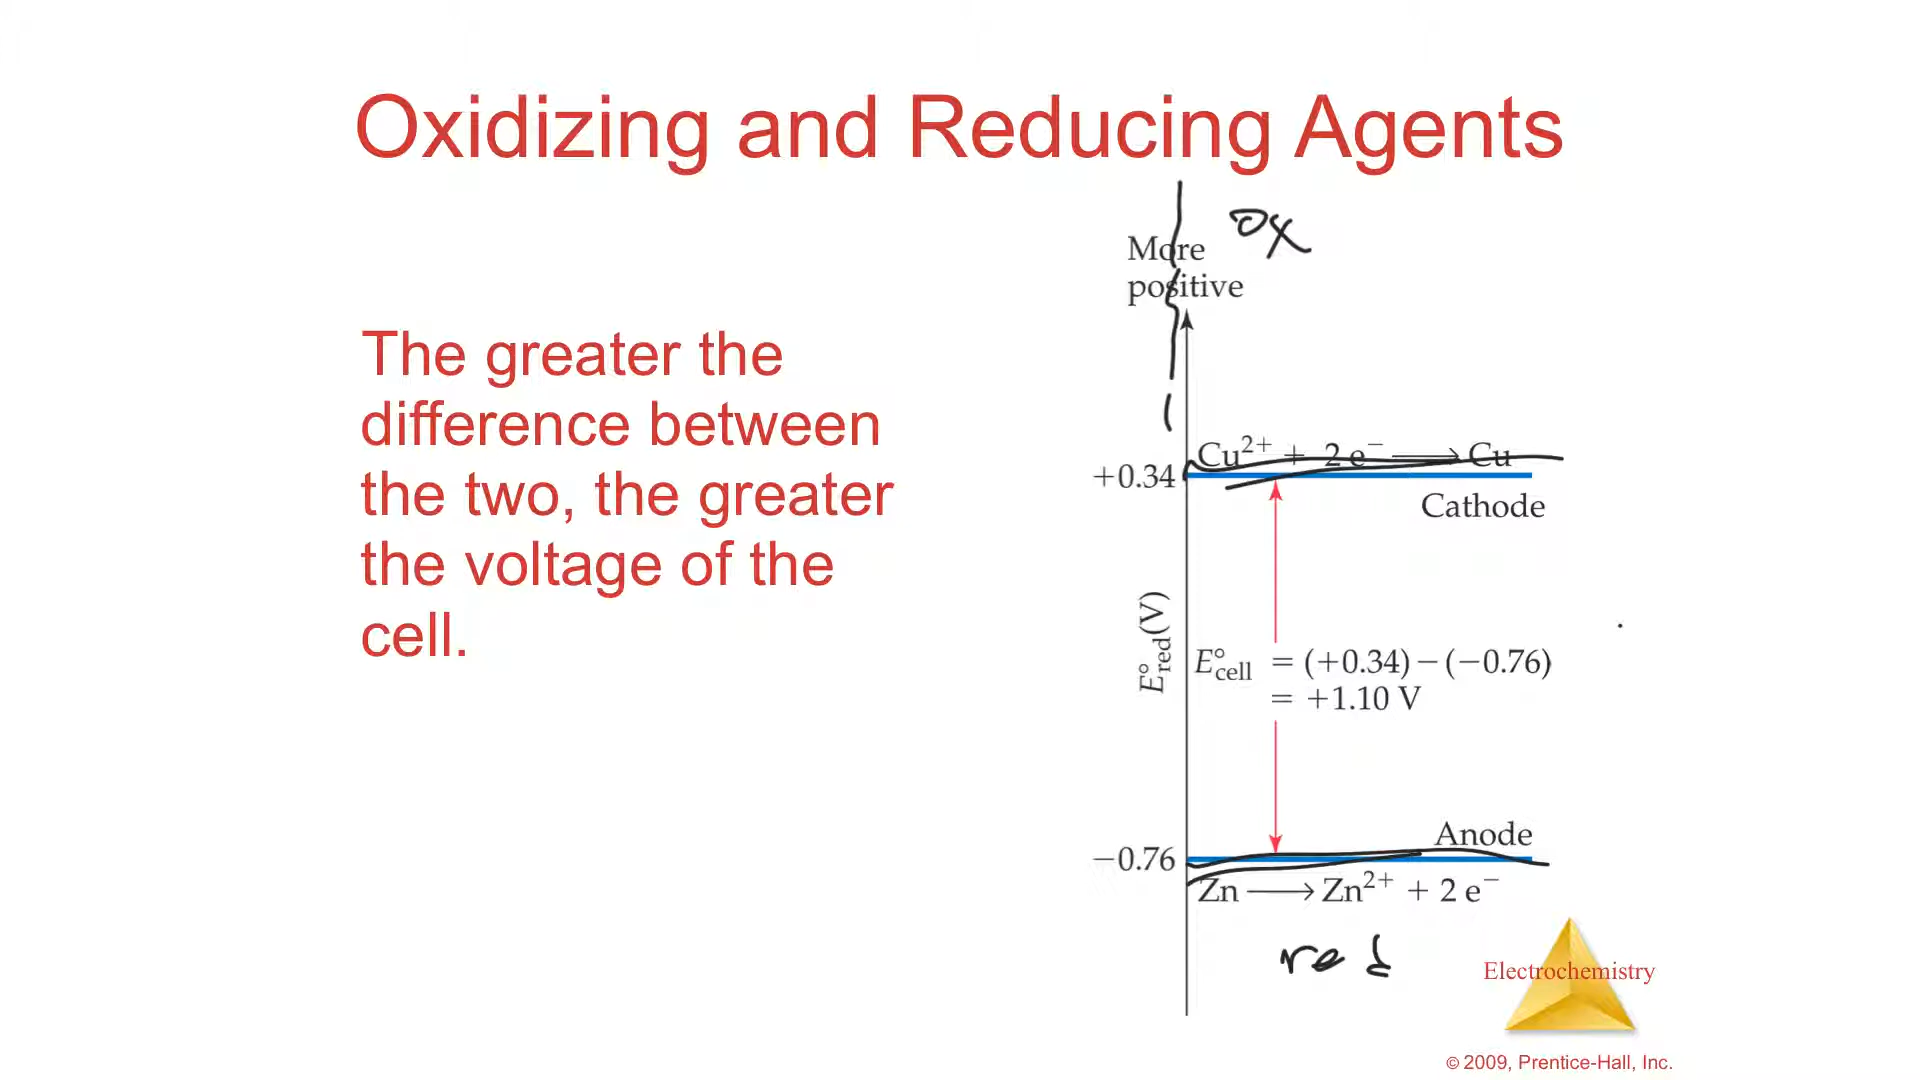 Oxidizing and Reducing Agents
The greater the
difference between
the two, the greater
the voltage of the
cell.
ox
More
positive
Cu²⁺ + 2 e⁻ ⟶ Cu
+0.34
Cathode
E°red(V)
E°cell = (+0.34) − (−0.76)
= +1.10 V
Anode
−0.76
Zn ⟶ Zn²⁺ + 2 e⁻
red
Electrochemistry
© 2009, Prentice-Hall, Inc.